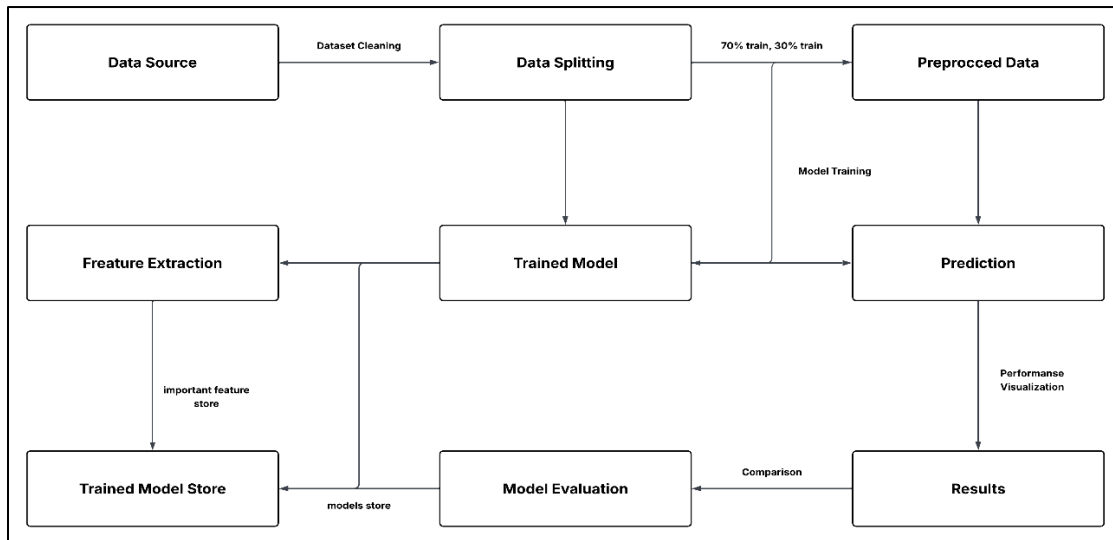 Dataset Cleaning
70% train, 30% train
Data Source
Data Splitting
Preprocced Data
Model Training
Freature Extraction
Trained Model
Prediction
important feature
store
Performanse
Visualization
Comparison
Trained Model Store
Model Evaluation
Results
models store